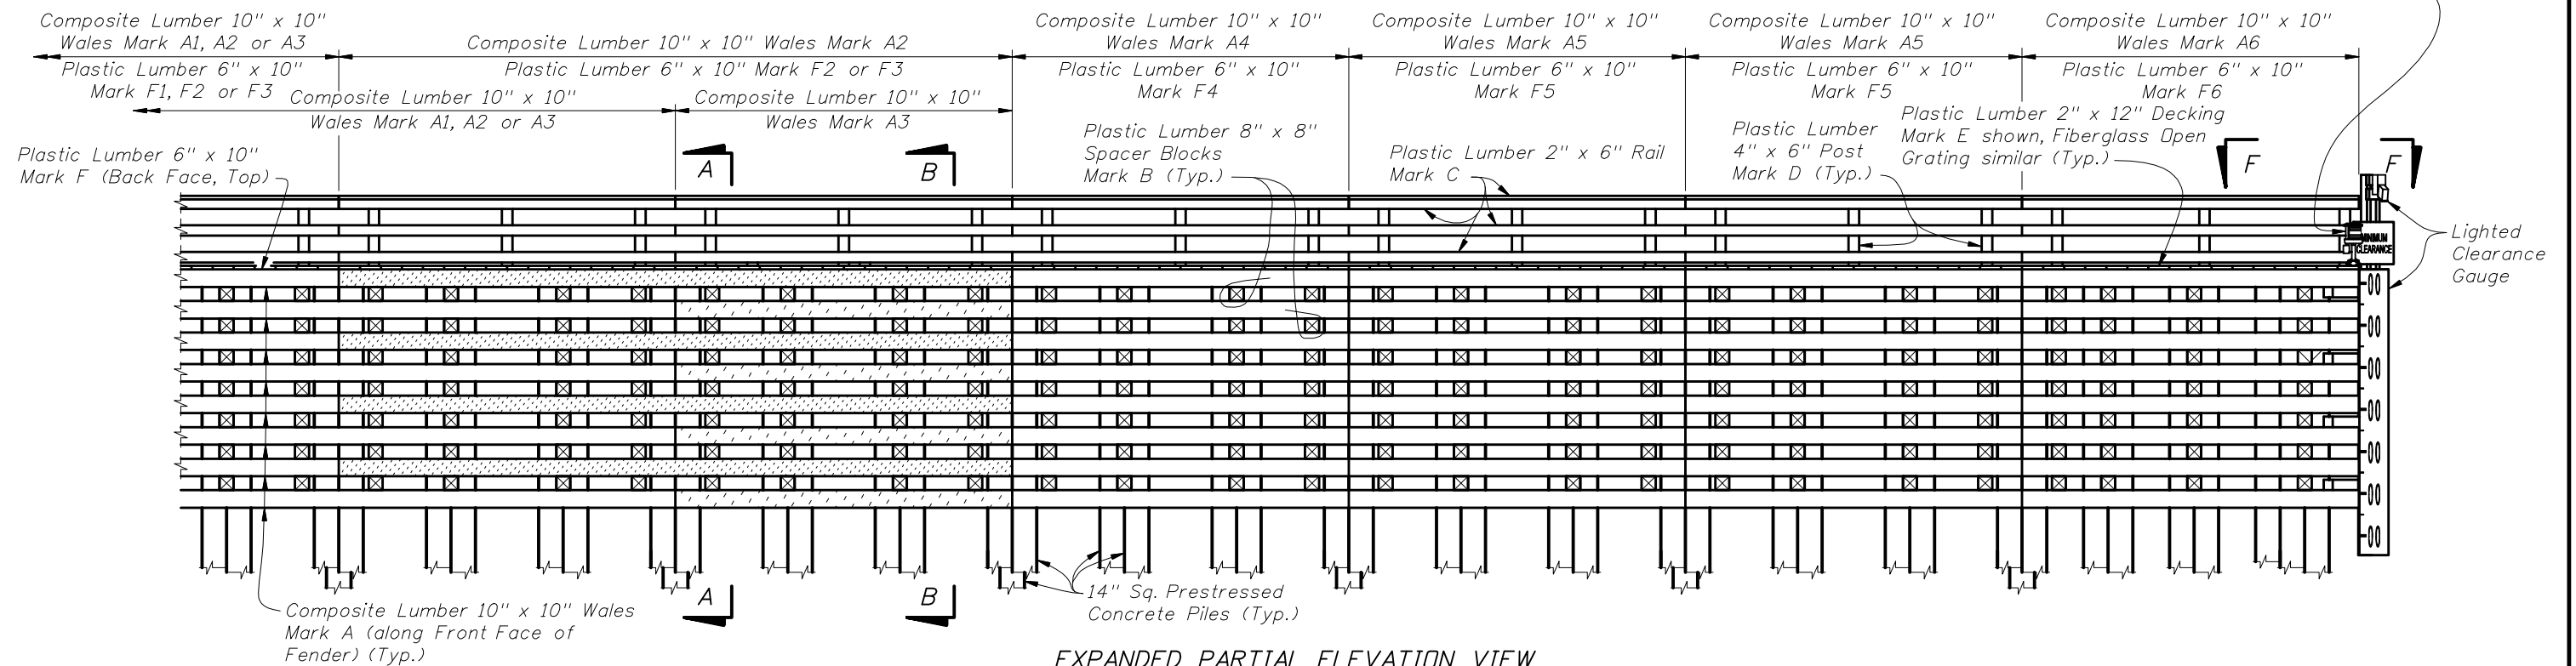 Composite Lumber 10" x 10"
Wales Mark A1, A2 or A3
Plastic Lumber 6" x 10"
Mark F1, F2 or F3
Composite Lumber 10" x 10" Wales Mark A2
Plastic Lumber 6" x 10" Mark F2 or F3
Composite Lumber 10" x 10"
Wales Mark A4
Plastic Lumber 6" x 10"
Mark F4
Composite Lumber 10" x 10"
Wales Mark A5
Plastic Lumber 6" x 10"
Mark F5
Composite Lumber 10" x 10"
Wales Mark A5
Plastic Lumber 6" x 10"
Mark F5
Composite Lumber 10" x 10"
Wales Mark A6
Plastic Lumber 6" x 10"
Mark F6
Composite Lumber 10" x 10"
Wales Mark A1, A2 or A3
Composite Lumber 10" x 10"
Wales Mark A3
Plastic Lumber 6" x 10"
Mark F (Back Face, Top)
A
B
Plastic Lumber 8" x 8"
Spacer Blocks
Mark B (Typ.)
Plastic Lumber 2" x 6" Rail
Mark C
Plastic Lumber
4" x 6" Post
Mark D (Typ.)
Plastic Lumber 2" x 12" Decking
Mark E shown, Fiberglass Open
Grating similar (Typ.)
F
F
MINIMUM
CLEARANCE
Lighted
Clearance
Gauge
A
B
14" Sq. Prestressed
Concrete Piles (Typ.)
Composite Lumber 10" x 10" Wales
Mark A (along Front Face of
Fender) (Typ.)
EXPANDED PARTIAL ELEVATION VIEW